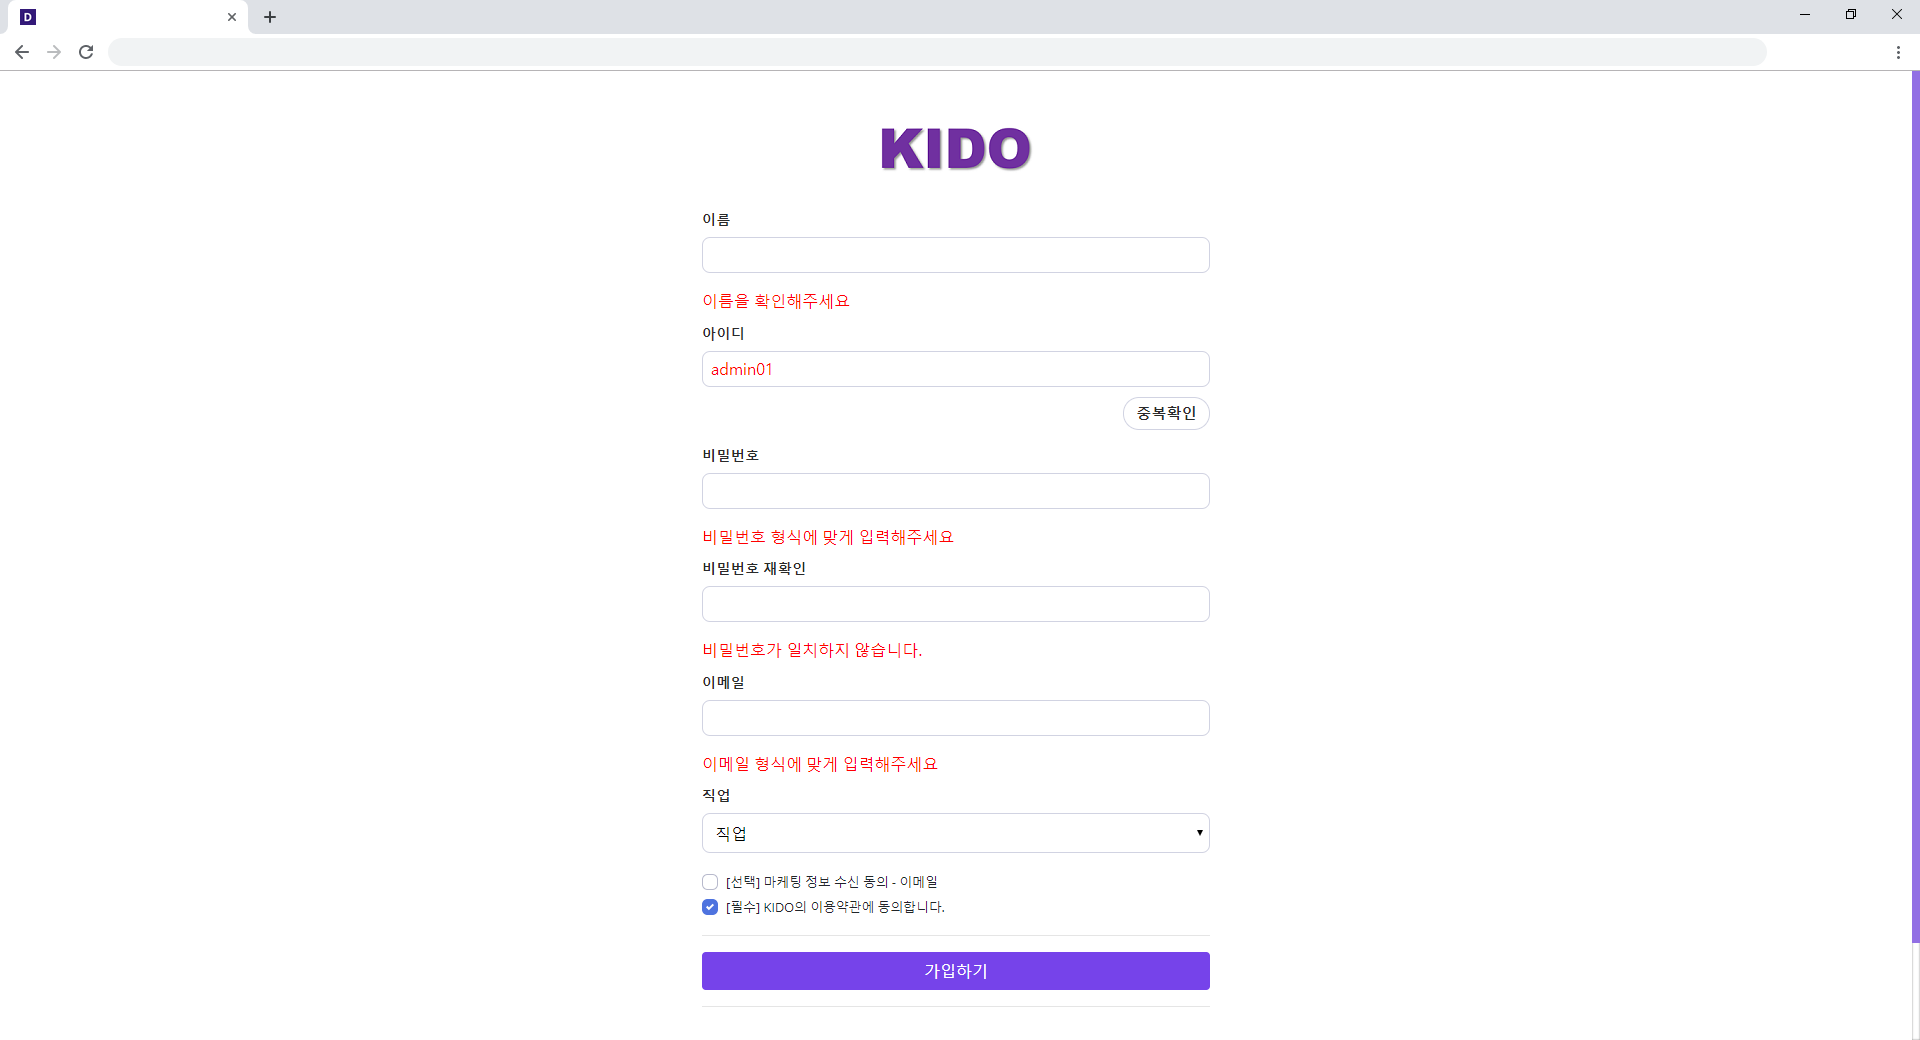 D
KIDO
이름
이름을 확인해주세요
아이디
admin01
중복확인
비밀번호
비밀번호 형식에 맞게 입력해주세요
비밀번호 재확인
비밀번호가 일치하지 않습니다.
이메일
이메일 형식에 맞게 입력해주세요
직업
직업
[선택] 마케팅 정보 수신 동의 - 이메일
[필수] KIDO의 이용약관에 동의합니다.
가입하기